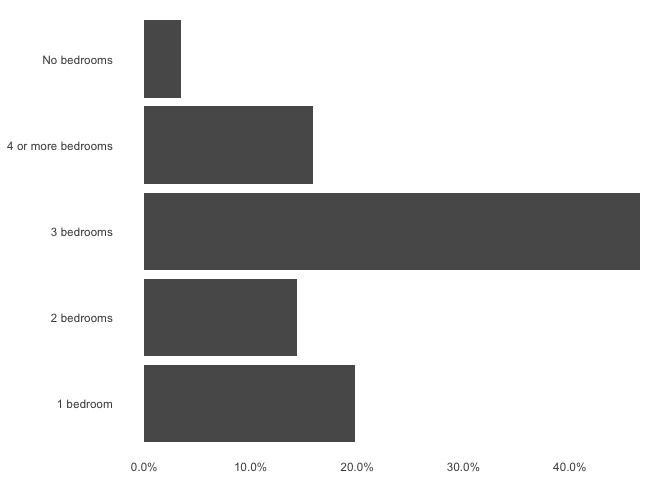 No bedrooms
4 or more bedrooms
3 bedrooms
2 bedrooms
1 bedroom
0.0% 10.0% 20.0% 30.0% 40.0%